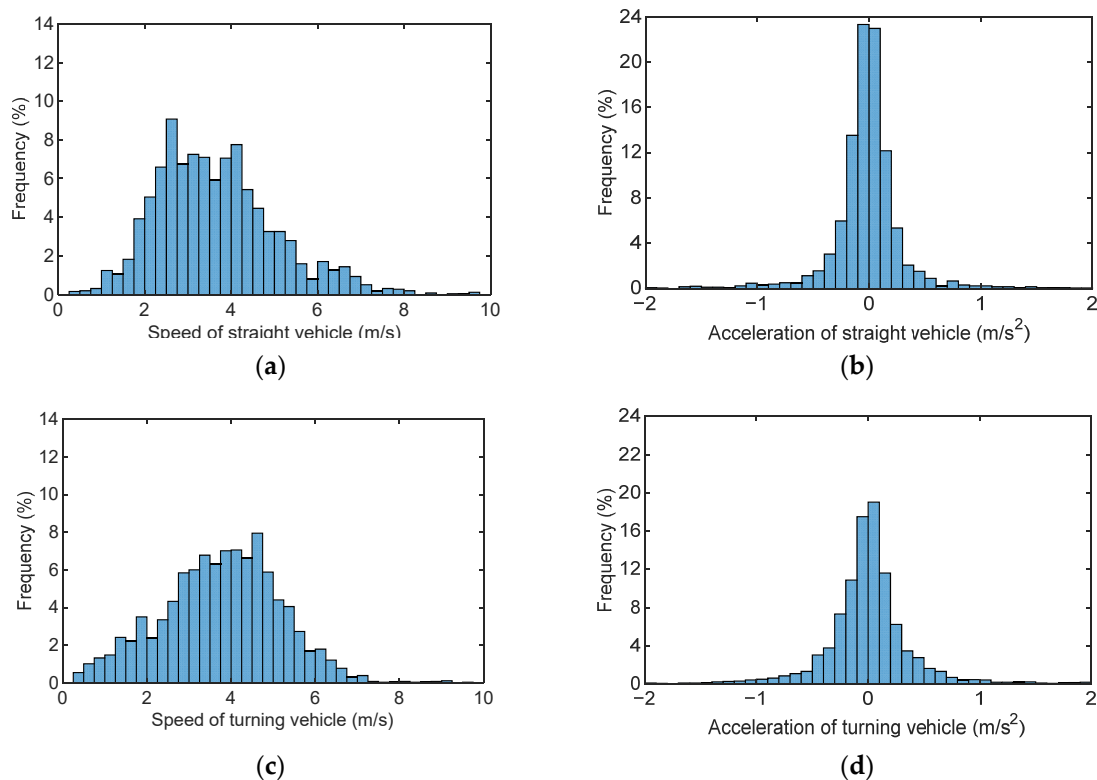 14
12
10
8
6
4
2
0
Frequency (%)
0 2 4 6 8 10
Speed of straight vehicle (m/s)
(a)
24
20
16
12
8
4
0
Frequency (%)
−2 −1 0 1 2
Acceleration of straight vehicle (m/s²)
(b)
14
12
10
8
6
4
2
0
Frequency (%)
0 2 4 6 8 10
Speed of turning vehicle (m/s)
(c)
24
22
18
16
12
8
4
0
Frequency (%)
−2 −1 0 1 2
Acceleration of turning vehicle (m/s²)
(d)